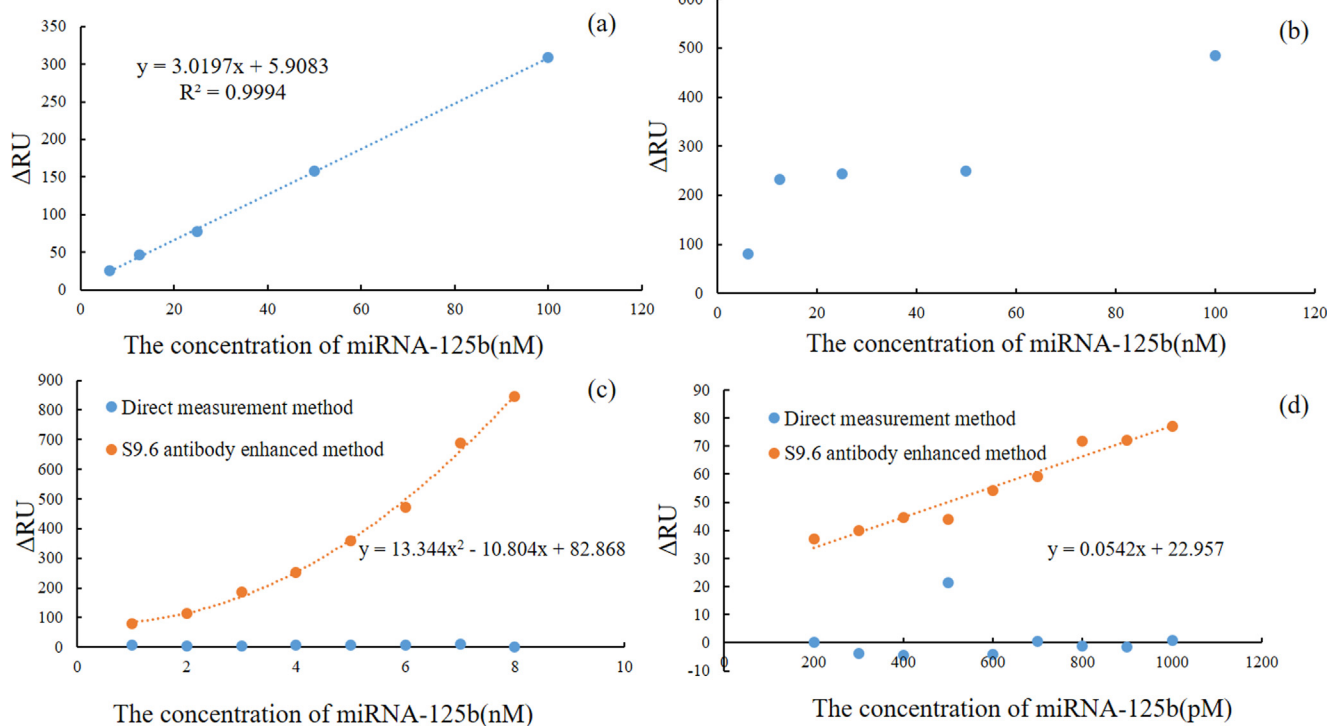 350
300
250
200
150
100
50
0
ΔRU
(a)
y = 3.0197x + 5.9083
R² = 0.9994
0 20 40 60 80 100 120
The concentration of miRNA-125b(nM)
600
500
400
300
200
100
0
ΔRU
(b)
0 20 40 60 80 100 120
The concentration of miRNA-125b(nM)
900
800
700
600
500
400
300
200
100
0
ΔRU
(c)
Direct measurement method
S9.6 antibody enhanced method
y = 13.344x² - 10.804x + 82.868
0 2 4 6 8 10
The concentration of miRNA-125b(nM)
90
80
70
60
50
40
30
20
10
0
-10
ΔRU
(d)
Direct measurement method
S9.6 antibody enhanced method
y = 0.0542x + 22.957
0 200 400 600 800 1000 1200
The concentration of miRNA-125b(pM)